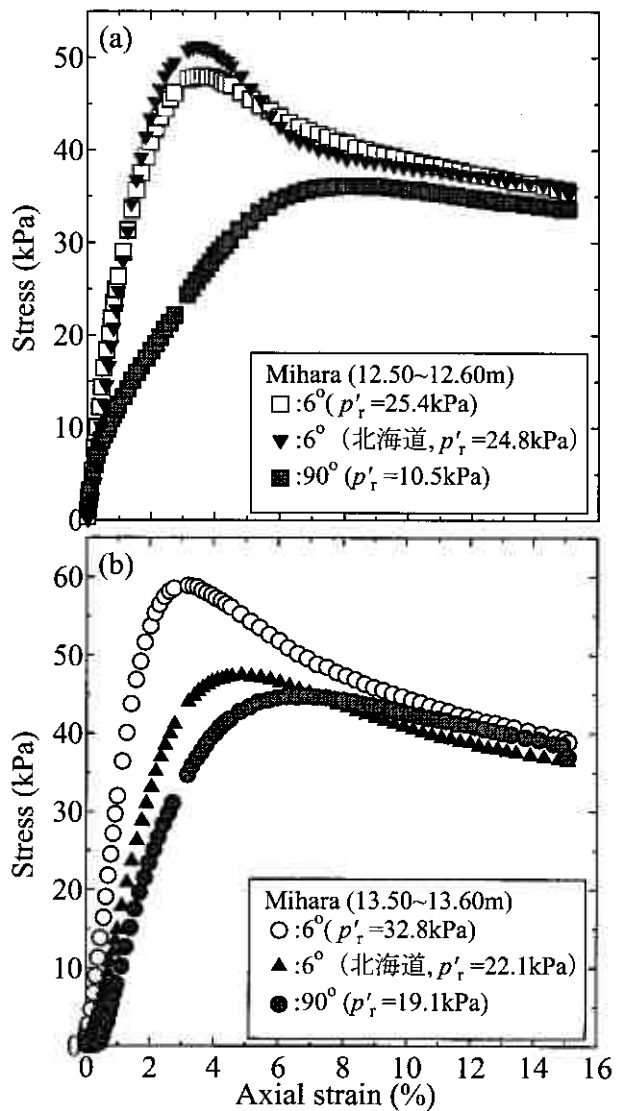 (a)
50
40
30
20
10
0
Stress (kPa)
Mihara (12.50~12.60m)
□:6° (p′r =25.4kPa)
▼:6° (北海道, p′r =24.8kPa)
■:90° (p′r =10.5kPa)
(b)
60
50
40
30
20
10
0
Stress (kPa)
Mihara (13.50~13.60m)
○:6° (p′r =32.8kPa)
▲:6° (北海道, p′r =22.1kPa)
●:90° (p′r =19.1kPa)
0 2 4 6 8 10 12 14 16
Axial strain (%)